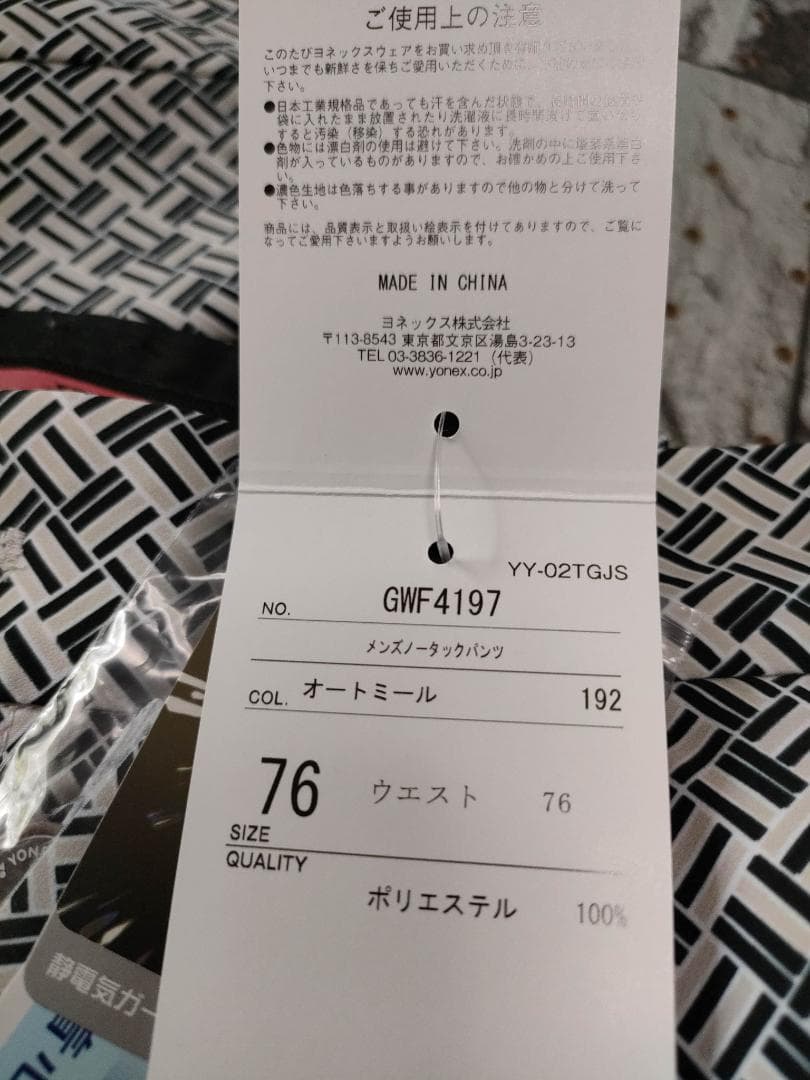 ご使用上の注意
このたびヨネックスウェアをお買い求め頂き
いつまでも新鮮さを保ちご愛用いただくために、
下さい。
●日本工業規格品であっても汗を含んだ状態で、
袋に入れたまま放置されたり洗濯液に長時間浸けて
すると汚染(移染)する恐れがあります。
●色物には漂白剤の使用は避けて下さい。洗剤の中に塩素系漂白
剤が入っているものがありますので、お確かめの上ご使用下さ
い。
●濃色生地は色落ちする事がありますので他の物と分けて洗って
下さい。
商品には、品質表示と取扱い絵表示を付けてありますので、ご覧に
なってご愛用下さいますようお願いします。
MADE IN CHINA
ヨネックス株式会社
〒113-8543 東京都文京区湯島3-23-13
TEL 03-3836-1221 (代表)
www.yonex.co.jp
YY-02TGJS
NO. GWF4197
メンズノータックパンツ
COL. オートミール 192
76 ウエスト 76
SIZE
QUALITY
ポリエステル 100%
静電気ガー